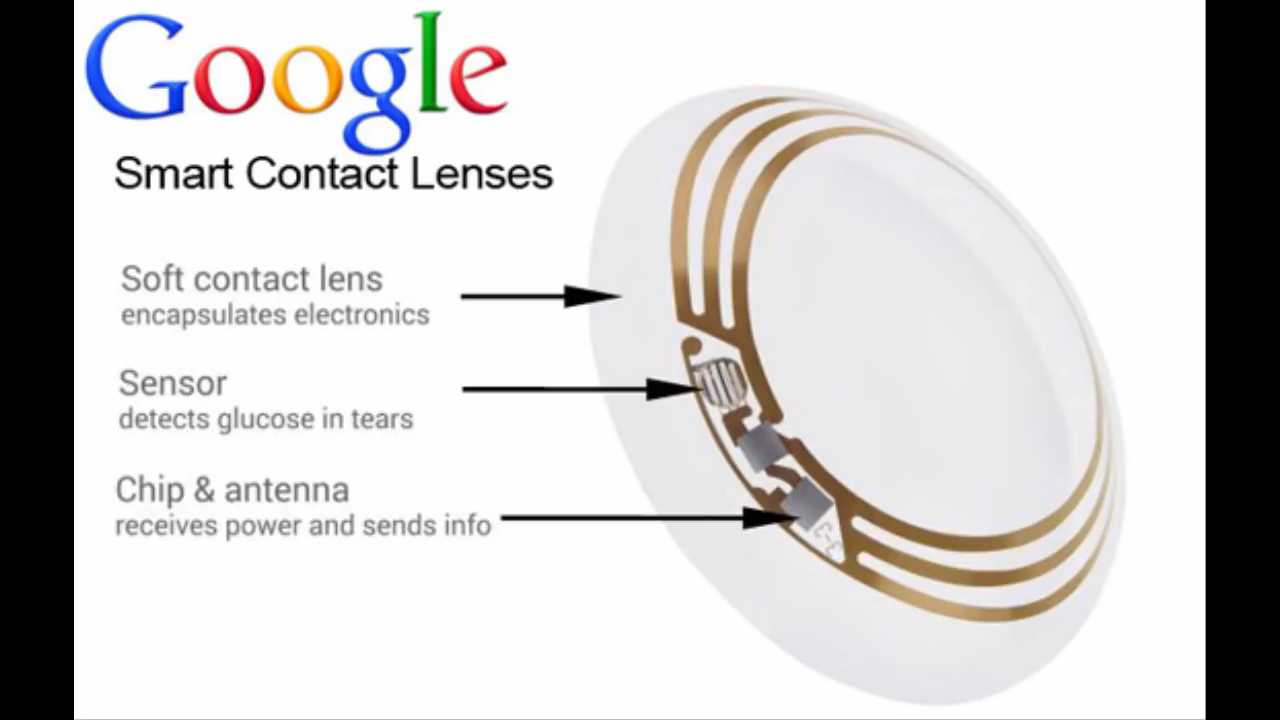 Google
Smart Contact Lenses
Soft contact lens
encapsulates electronics
Sensor
detects glucose in tears
Chip & antenna
receives power and sends info